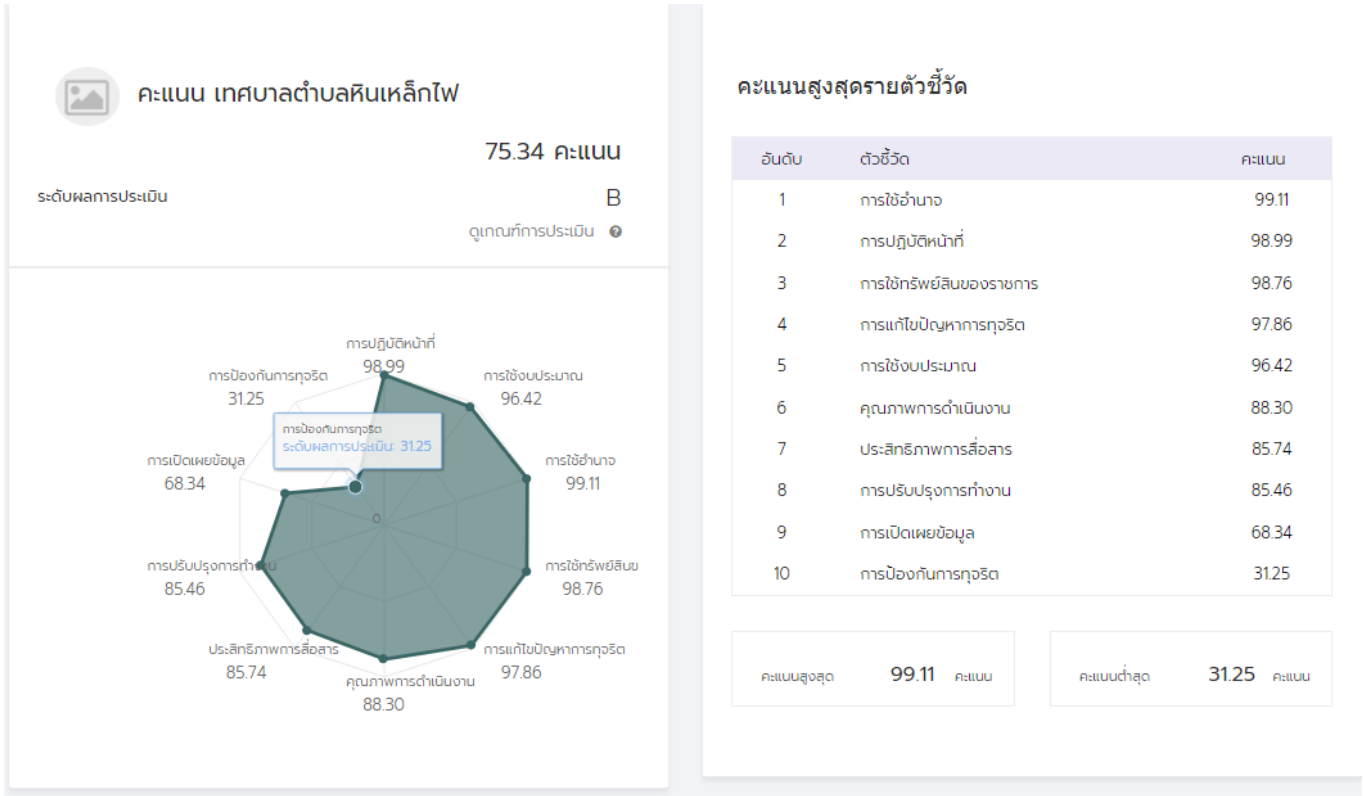 คะแนน เทศบาลตำบลหินเหล็กไฟ
75.34 คะแนน
ระดับผลการประเมิน B
ดูเกณฑ์การประเมิน ?
การปฏิบัติหน้าที่
98.99
การป้องกันการทุจริต
31.25
การใช้งบประมาณ
96.42
การป้องกันการทุจริต
ระดับผลการประเมิน: 31.25
การเปิดเผยข้อมูล
68.34
การใช้อำนาจ
99.11
0
การปรับปรุงการทำงาน
85.46
การใช้ทรัพย์สินข
98.76
ประสิทธิภาพการสื่อสาร
85.74
การแก้ไขปัญหาการทุจริต
97.86
คุณภาพการดำเนินงาน
88.30
คะแนนสูงสุดรายตัวชี้วัด
อันดับ ตัวชี้วัด คะแนน
1 การใช้อำนาจ 99.11
2 การปฏิบัติหน้าที่ 98.99
3 การใช้ทรัพย์สินของราชการ 98.76
4 การแก้ไขปัญหาการทุจริต 97.86
5 การใช้งบประมาณ 96.42
6 คุณภาพการดำเนินงาน 88.30
7 ประสิทธิภาพการสื่อสาร 85.74
8 การปรับปรุงการทำงาน 85.46
9 การเปิดเผยข้อมูล 68.34
10 การป้องกันการทุจริต 31.25
คะแนนสูงสุด 99.11 คะแนน
คะแนนต่ำสุด 31.25 คะแนน